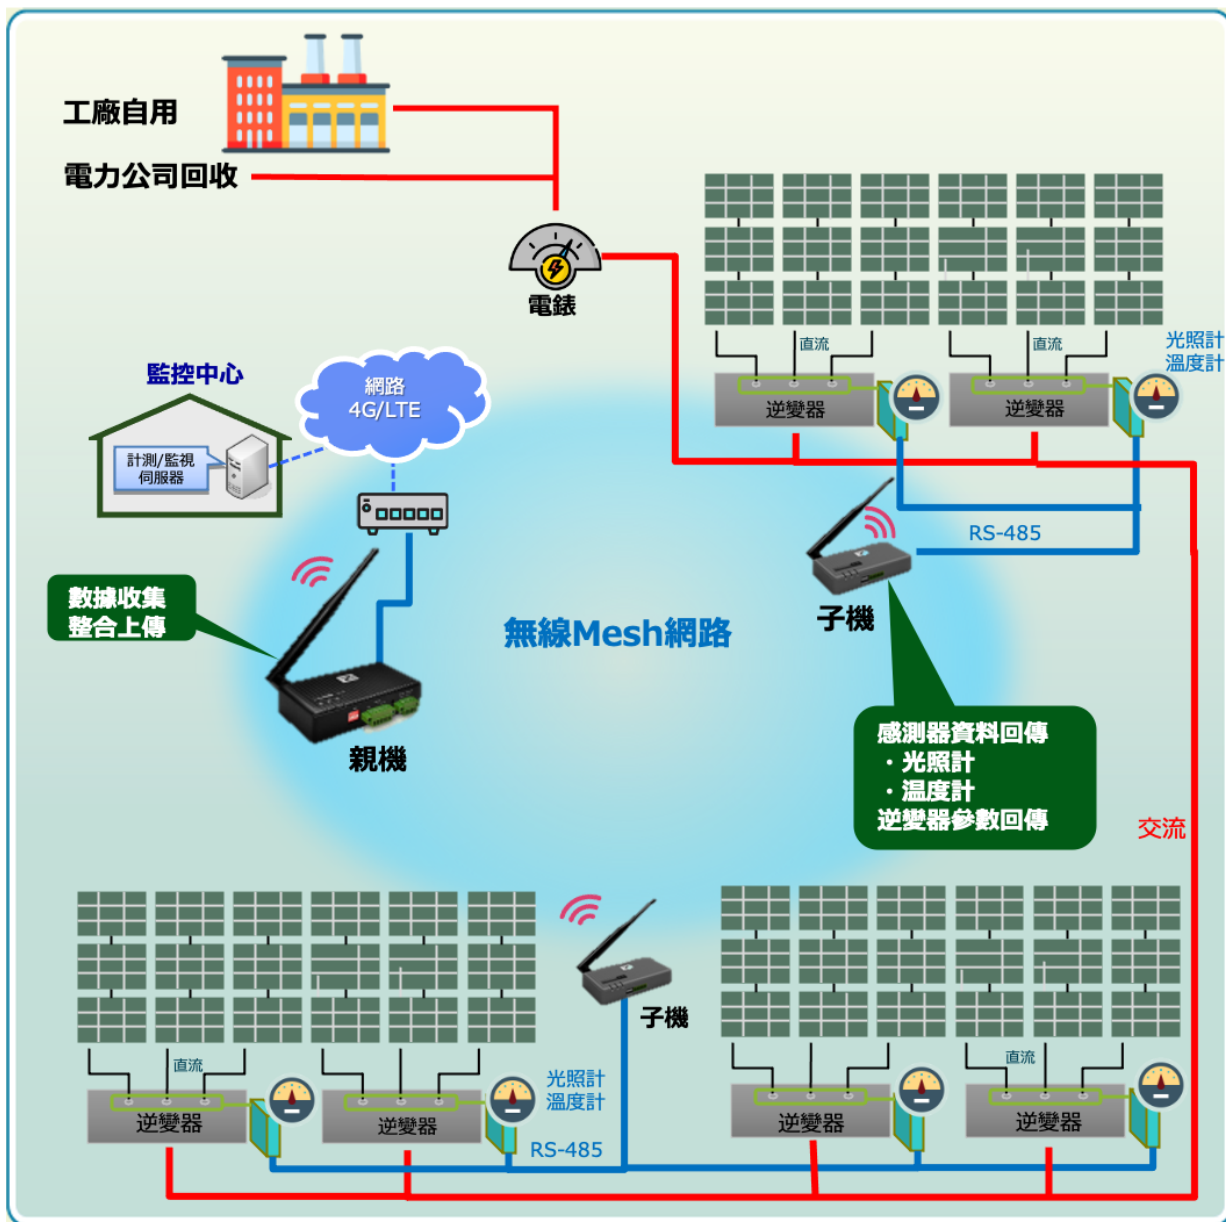 工廠自用
電力公司回收
電錶
直流
直流
光照計
溫度計
逆變器
逆變器
監控中心
網路
4G/LTE
計測/監視
伺服器
RS-485
數據收集
整合上傳
子機
無線Mesh網路
親機
感測器資料回傳
・光照計
・溫度計
逆變器參數回傳
交流
子機
直流
光照計
溫度計
逆變器
逆變器
RS-485
直流
逆變器
逆變器